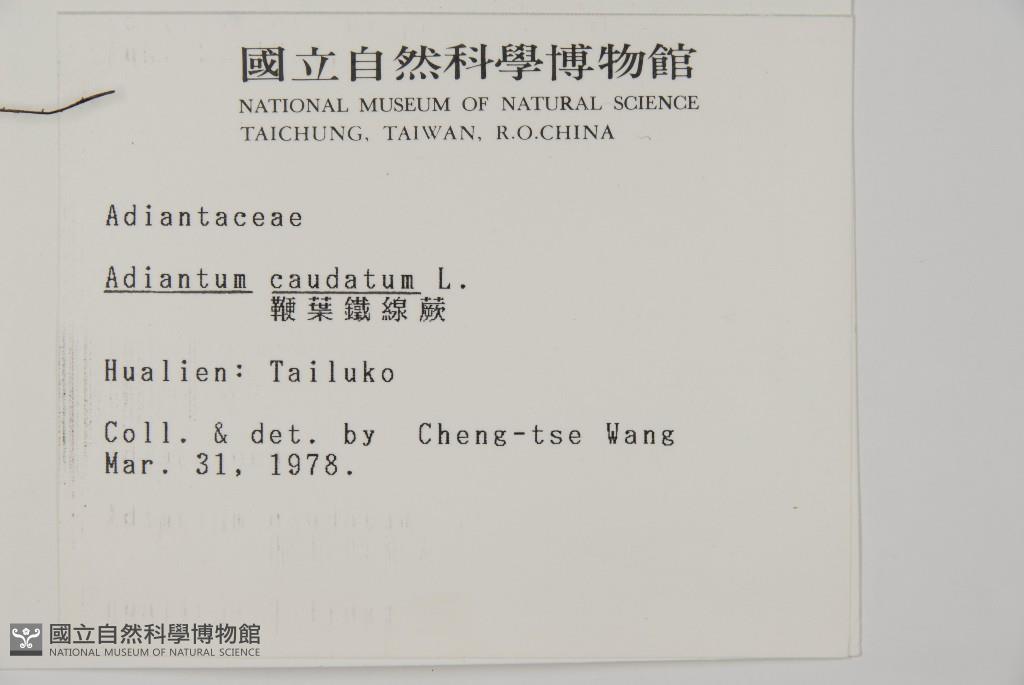 國立自然科學博物館
NATIONAL MUSEUM OF NATURAL SCIENCE
TAICHUNG, TAIWAN, R.O.CHINA
Adiantaceae
Adiantum caudatum L.
鞭葉鐵線蕨
Hualien: Tailuko
Coll. & det. by Cheng-tse Wang
Mar. 31, 1978.
國立自然科學博物館
NATIONAL MUSEUM OF NATURAL SCIENCE